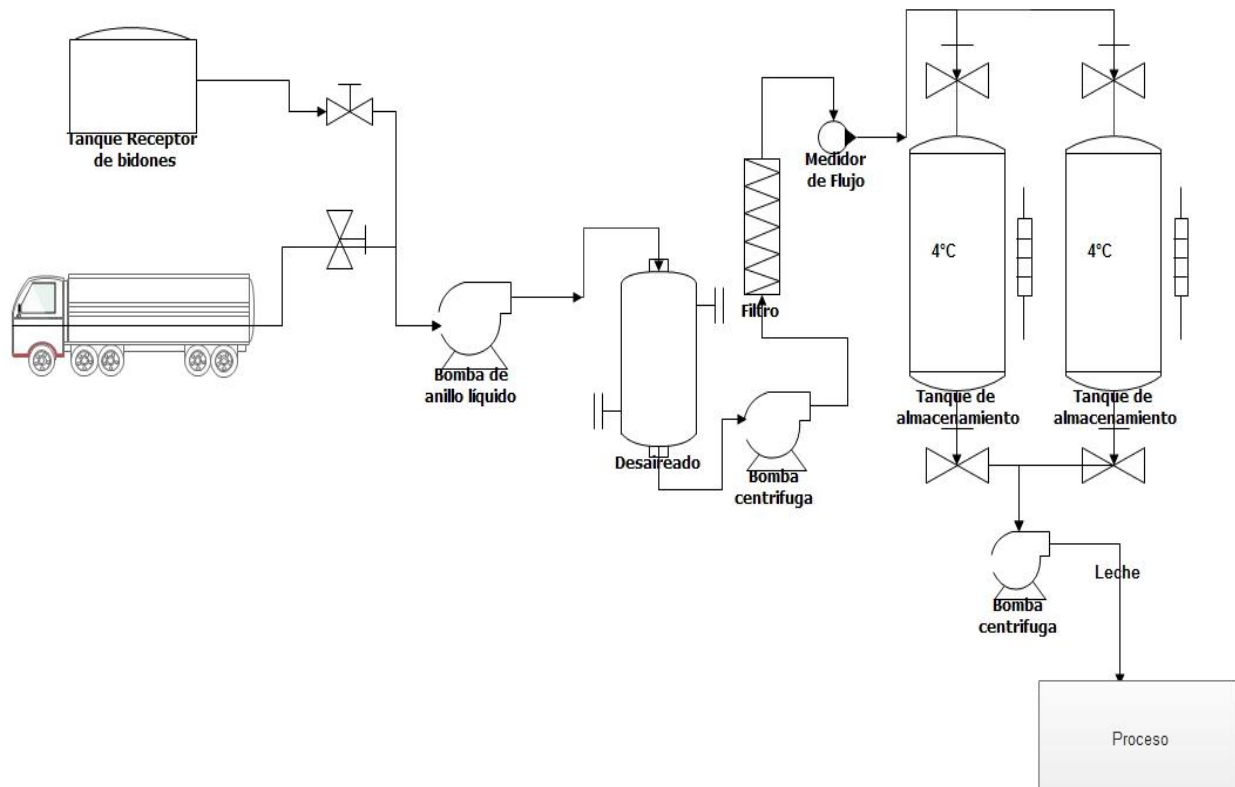 Tanque Receptor
de bidones
Bomba de
anillo líquido
Desaireado
Filtro
Bomba
centrifuga
Medidor
de Flujo
4°C
4°C
Tanque de
almacenamiento
Tanque de
almacenamiento
Bomba
centrifuga
Leche
Proceso